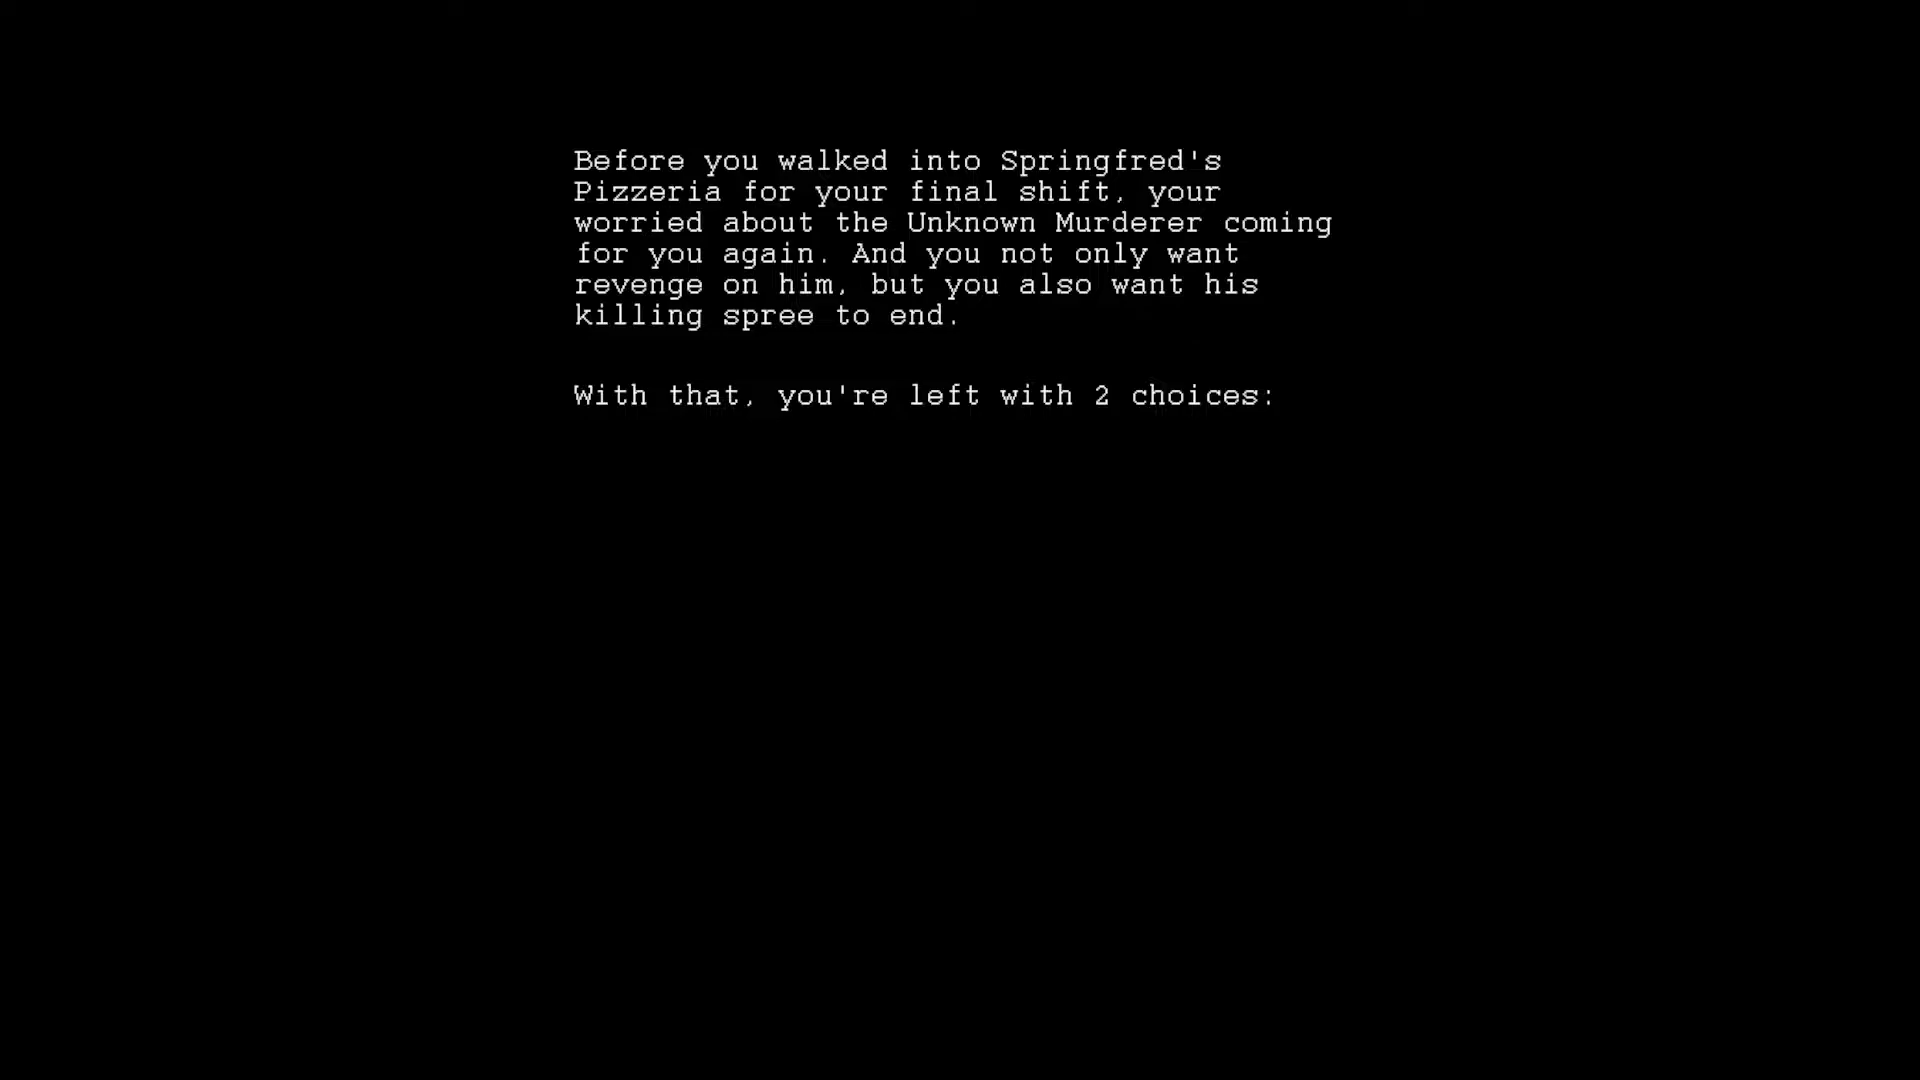 Before you walked into Springfred's
Pizzeria for your final shift, your
worried about the Unknown Murderer coming
for you again. And you not only want
revenge on him, but you also want his
killing spree to end.
With that, you're left with 2 choices: